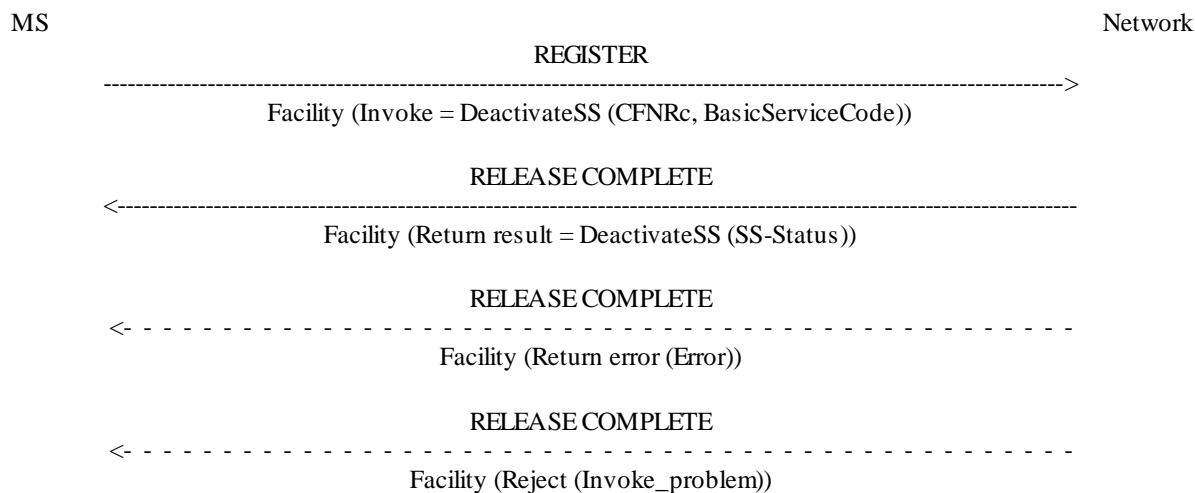 MS Network
REGISTER
Facility (Invoke = DeactivateSS (CFNRc, BasicServiceCode))
RELEASE COMPLETE
Facility (Return result = DeactivateSS (SS-Status))
RELEASE COMPLETE
Facility (Return error (Error))
RELEASE COMPLETE
Facility (Reject (Invoke_problem))